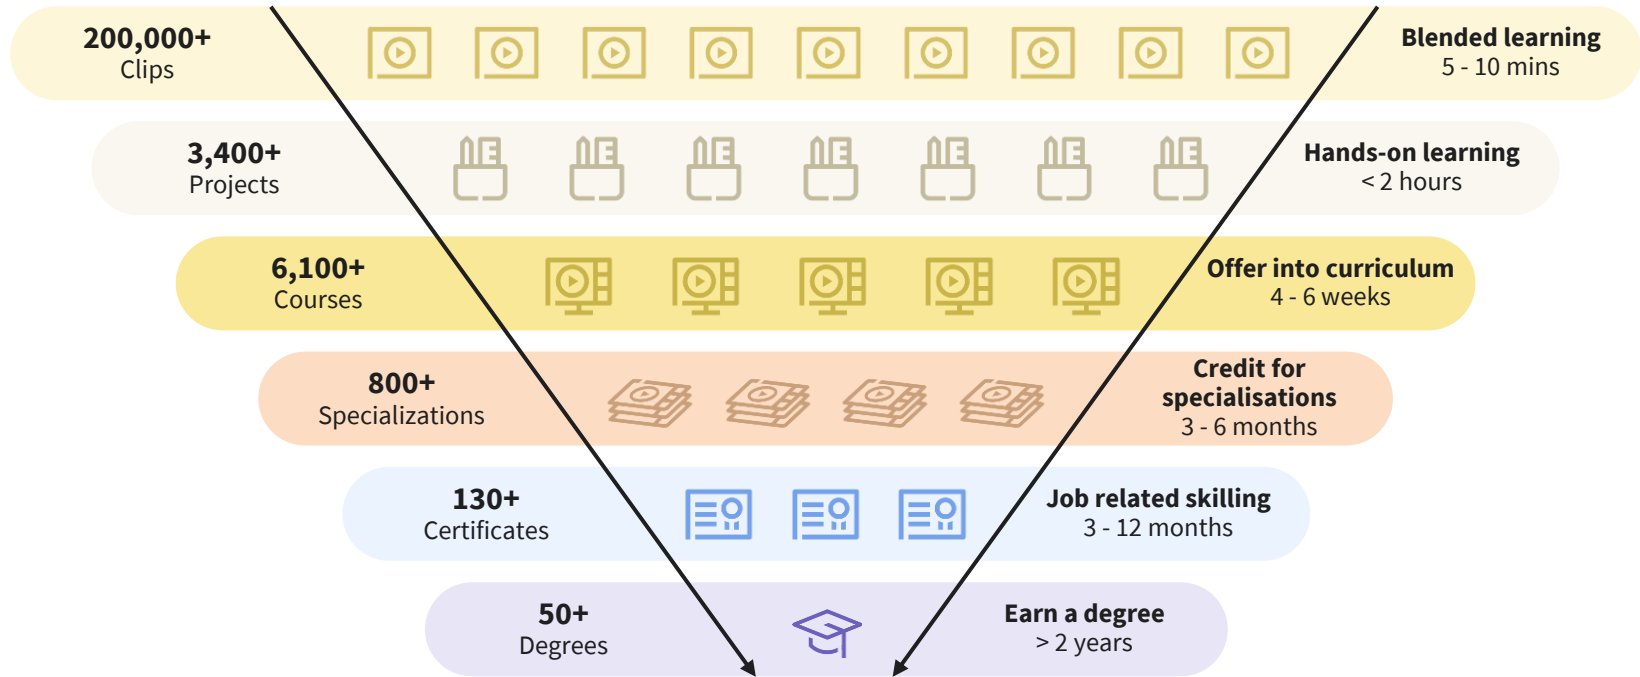 200,000+
Clips
Blended learning
5 - 10 mins
3,400+
Projects
Hands-on learning
< 2 hours
6,100+
Courses
Offer into curriculum
4 - 6 weeks
800+
Specializations
Credit for
specialisations
3 - 6 months
130+
Certificates
Job related skilling
3 - 12 months
50+
Degrees
Earn a degree
> 2 years